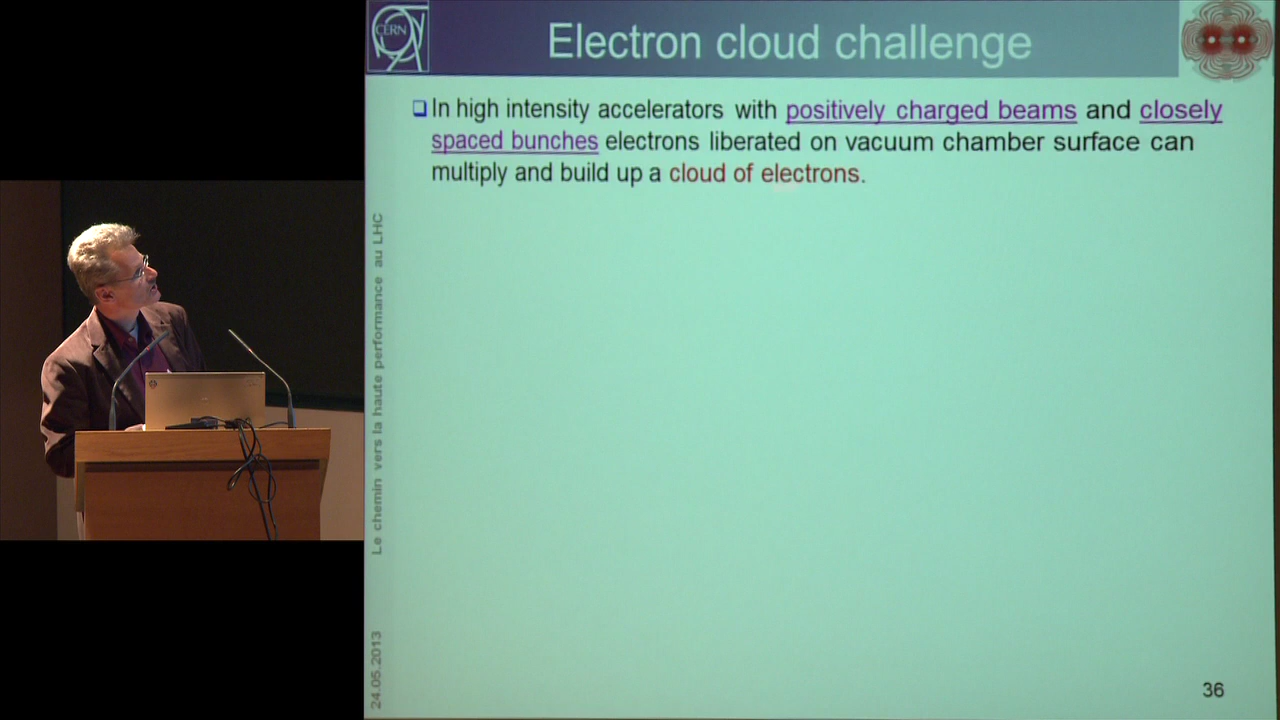 CERN
Electron cloud challenge
In high intensity accelerators with positively charged beams and closely
spaced bunches electrons liberated on vacuum chamber surface can
multiply and build up a cloud of electrons.
Le chemin vers la haute performance au LHC
24.05.2013
36